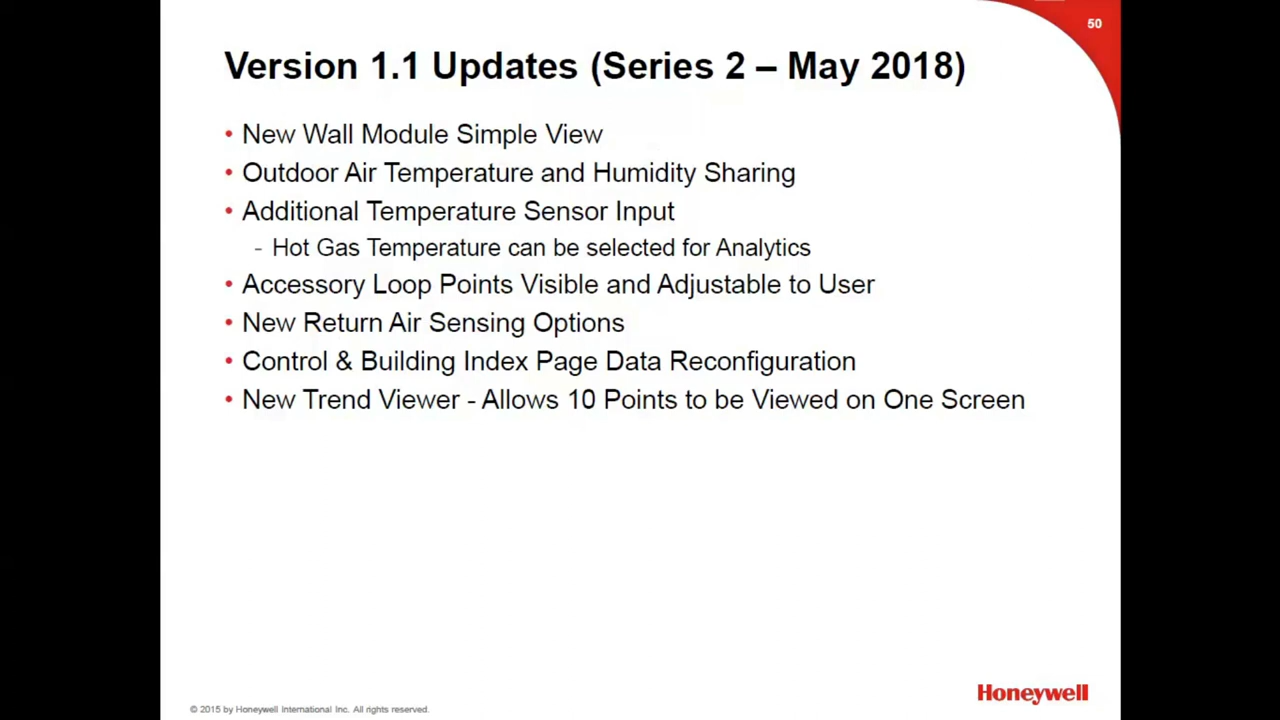 50
Version 1.1 Updates (Series 2 – May 2018)
• New Wall Module Simple View
• Outdoor Air Temperature and Humidity Sharing
• Additional Temperature Sensor Input
- Hot Gas Temperature can be selected for Analytics
• Accessory Loop Points Visible and Adjustable to User
• New Return Air Sensing Options
• Control & Building Index Page Data Reconfiguration
• New Trend Viewer - Allows 10 Points to be Viewed on One Screen
© 2015 by Honeywell International Inc. All rights reserved.
Honeywell